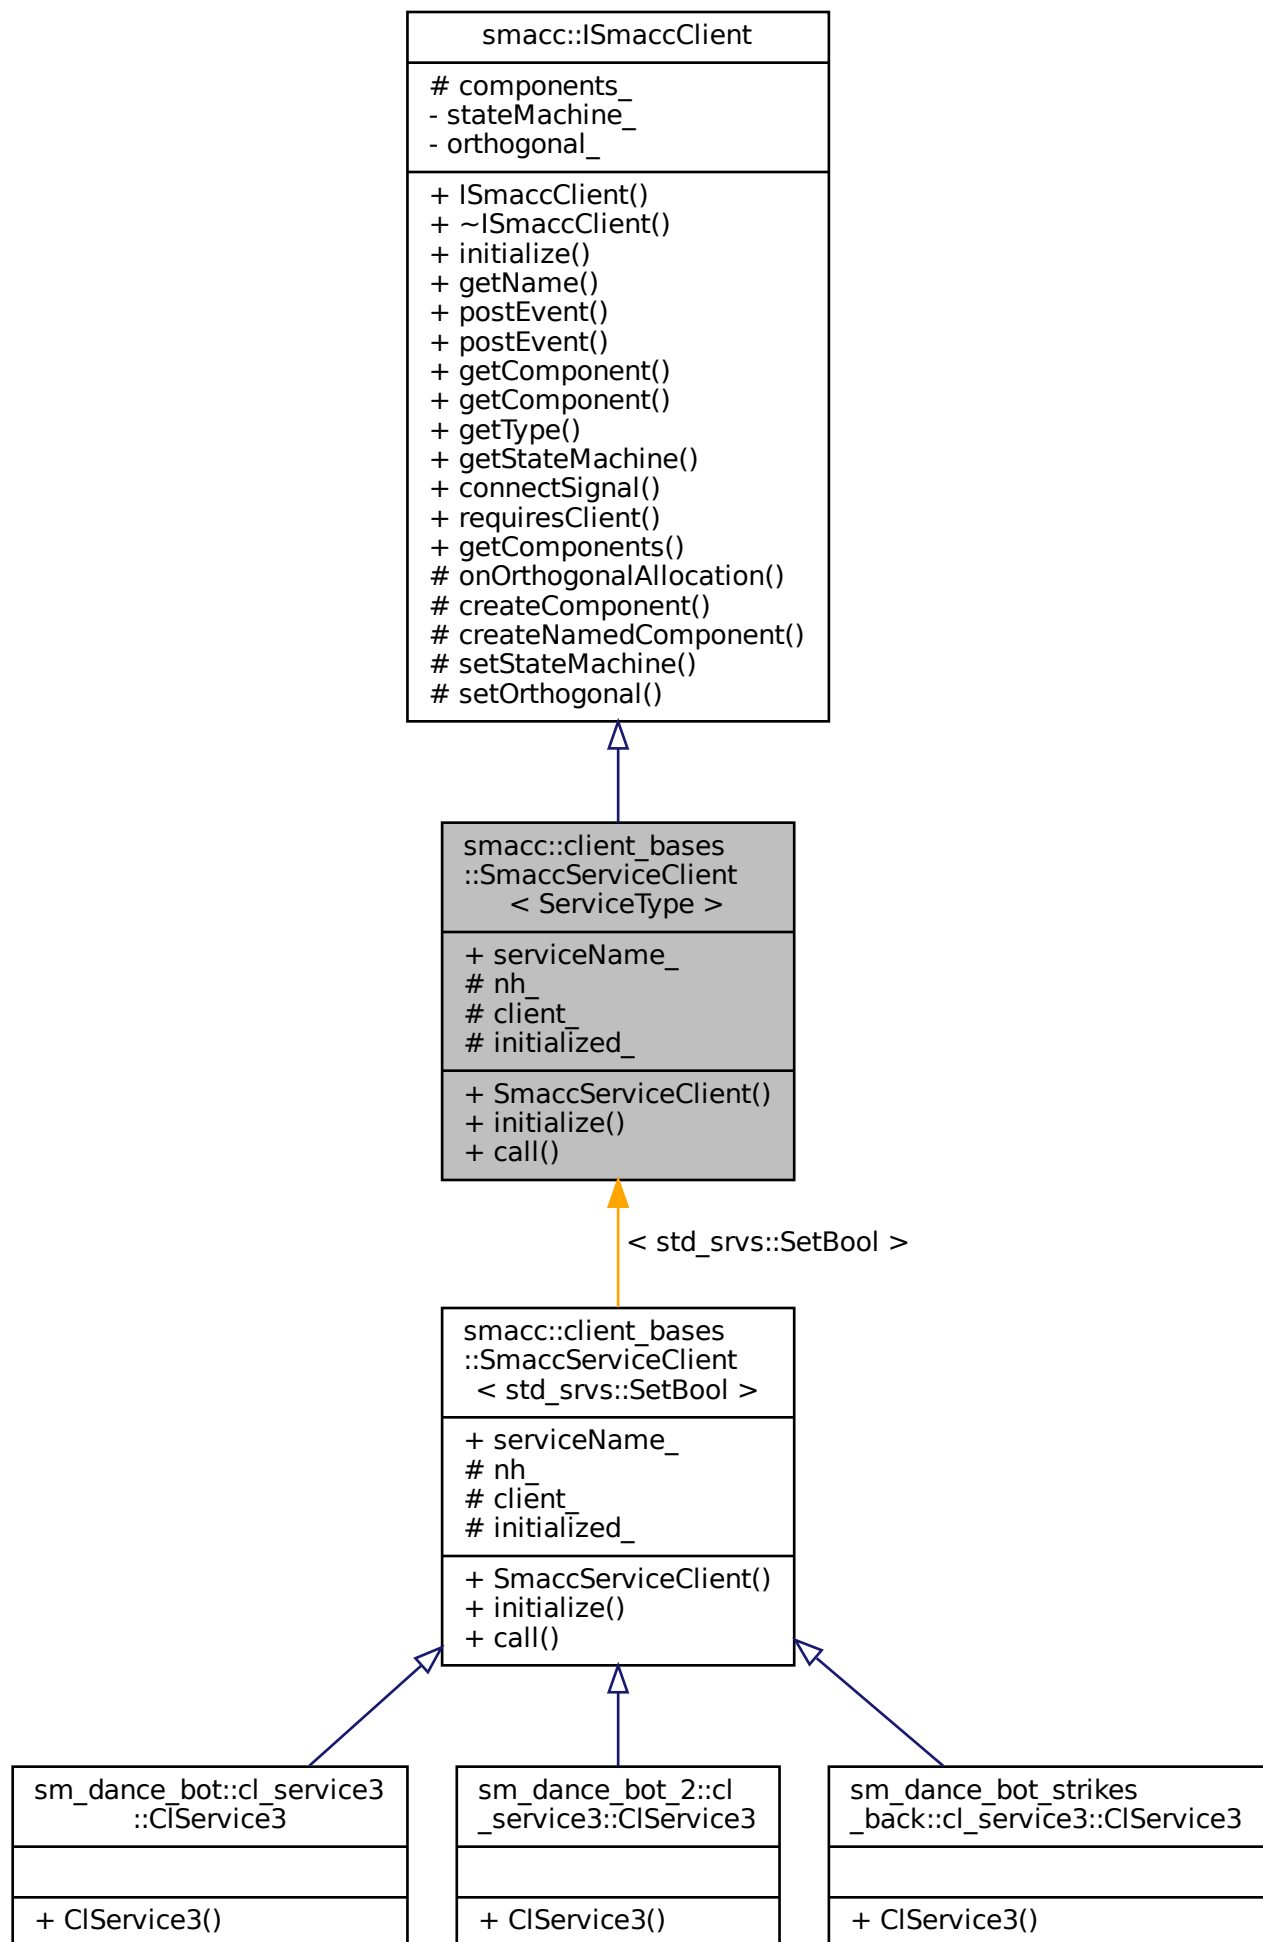 smacc::ISmaccClient
# components_
- stateMachine_
- orthogonal_
+ ISmaccClient()
+ ~ISmaccClient()
+ initialize()
+ getName()
+ postEvent()
+ postEvent()
+ getComponent()
+ getComponent()
+ getType()
+ getStateMachine()
+ connectSignal()
+ requiresClient()
+ getComponents()
# onOrthogonalAllocation()
# createComponent()
# createNamedComponent()
# setStateMachine()
# setOrthogonal()
smacc::client_bases
::SmaccServiceClient
< ServiceType >
+ serviceName_
# nh_
# client_
# initialized_
+ SmaccServiceClient()
+ initialize()
+ call()
< std_srvs::SetBool >
smacc::client_bases
::SmaccServiceClient
< std_srvs::SetBool >
+ serviceName_
# nh_
# client_
# initialized_
+ SmaccServiceClient()
+ initialize()
+ call()
sm_dance_bot::cl_service3
::ClService3
+ ClService3()
sm_dance_bot_2::cl
_service3::ClService3
+ ClService3()
sm_dance_bot_strikes
_back::cl_service3::ClService3
+ ClService3()